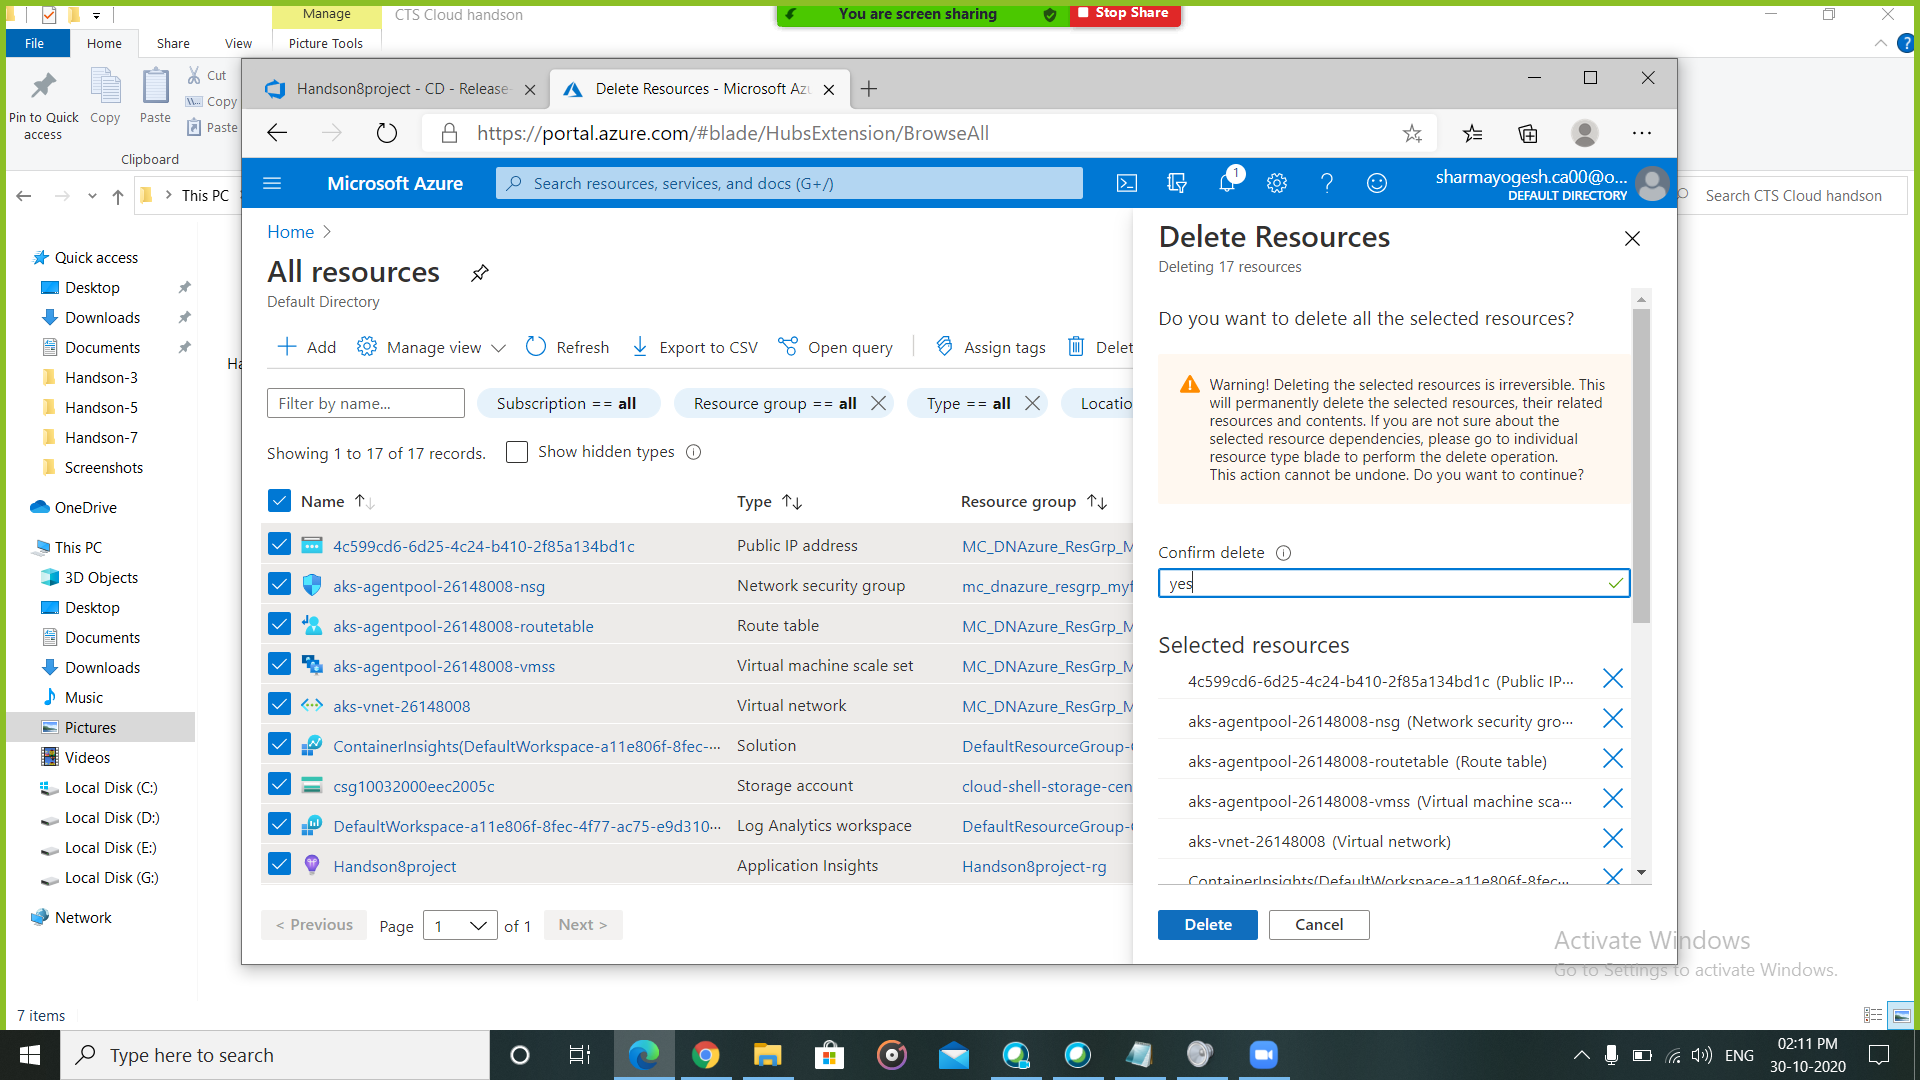 Manage
CTS Cloud handson
You are screen sharing
Stop Share
File
Home
Share
View
Picture Tools
Pin to Quick access
Copy
Paste
Cut
Copy
Paste
Clipboard
This PC
Search CTS Cloud handson
Quick access
Desktop
Downloads
Documents
Handson-3
Handson-5
Handson-7
Screenshots
OneDrive
This PC
3D Objects
Desktop
Documents
Downloads
Music
Pictures
Videos
Local Disk (C:)
Local Disk (D:)
Local Disk (E:)
Local Disk (G:)
Network
7 items
Ha
Handson8project - CD - Release-
Delete Resources - Microsoft Azu
https://portal.azure.com/#blade/HubsExtension/BrowseAll
Microsoft Azure
Search resources, services, and docs (G+/)
1
sharmayogesh.ca00@o...
DEFAULT DIRECTORY
Home >
All resources
Default Directory
Add
Manage view
Refresh
Export to CSV
Open query
Assign tags
Delet
Filter by name...
Subscription == all
Resource group == all
Type == all
Locatio
Showing 1 to 17 of 17 records.
Show hidden types
Name
Type
Resource group
4c599cd6-6d25-4c24-b410-2f85a134bd1c Public IP address MC_DNAzure_ResGrp_M
aks-agentpool-26148008-nsg Network security group mc_dnazure_resgrp_myf
aks-agentpool-26148008-routetable Route table MC_DNAzure_ResGrp_M
aks-agentpool-26148008-vmss Virtual machine scale set MC_DNAzure_ResGrp_M
aks-vnet-26148008 Virtual network MC_DNAzure_ResGrp_M
ContainerInsights(DefaultWorkspace-a11e806f-8fec-··· Solution DefaultResourceGroup-
csg10032000eec2005c Storage account cloud-shell-storage-cen
DefaultWorkspace-a11e806f-8fec-4f77-ac75-e9d310··· Log Analytics workspace DefaultResourceGroup-
Handson8project Application Insights Handson8project-rg
< Previous
Page
1
of 1
Next >
Delete Resources
Deleting 17 resources
Do you want to delete all the selected resources?
Warning! Deleting the selected resources is irreversible. This
will permanently delete the selected resources, their related
resources and contents. If you are not sure about the
selected resource dependencies, please go to individual
resource type blade to perform the delete operation.
This action cannot be undone. Do you want to continue?
Confirm delete
yes
Selected resources
4c599cd6-6d25-4c24-b410-2f85a134bd1c (Public IP···
aks-agentpool-26148008-nsg (Network security gro···
aks-agentpool-26148008-routetable (Route table)
aks-agentpool-26148008-vmss (Virtual machine sca···
aks-vnet-26148008 (Virtual network)
ContainerInsights(DefaultWorkspace-a11e806f-8fec-···
Delete
Cancel
Activate Windows
Go to Settings to activate Windows.
Type here to search
ENG
02:11 PM
30-10-2020